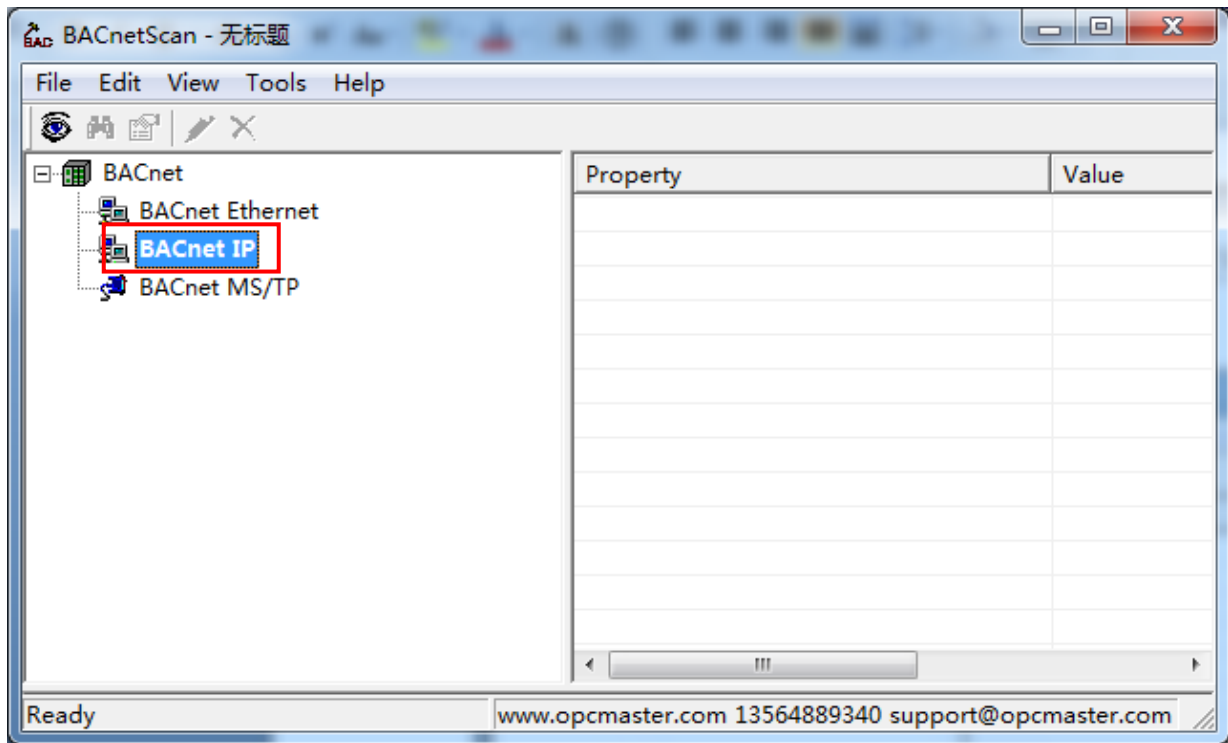 BAC BACnetScan - 无标题
File Edit View Tools Help
BACnet
BACnet Ethernet
BACnet IP
BACnet MS/TP
Property Value
Ready www.opcmaster.com 13564889340 support@opcmaster.com